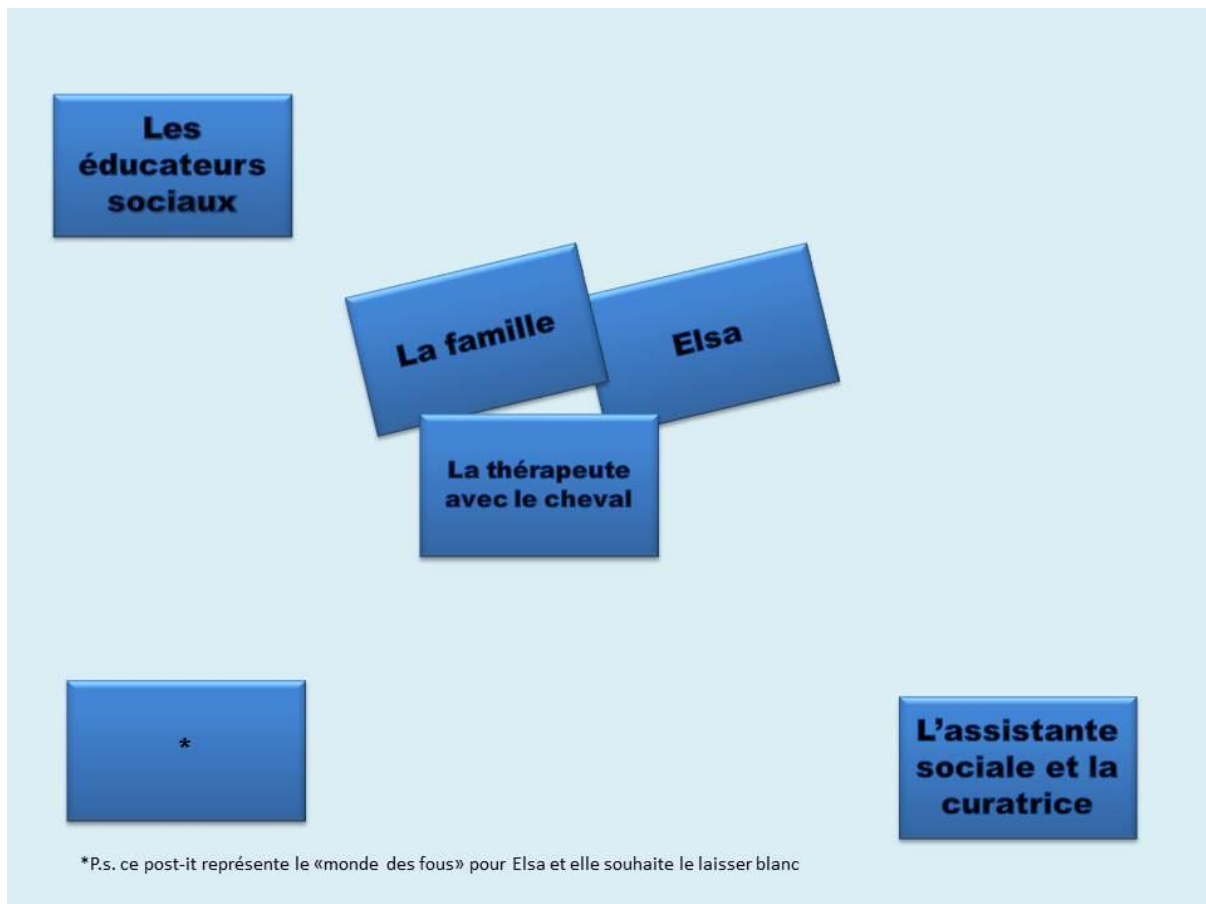 Les
éducateurs
sociaux
La famille
Elsa
La thérapeute
avec le cheval
*
L’assistante
sociale et la
curatrice
*P.s. ce post-it représente le «monde des fous» pour Elsa et elle souhaite le laisser blanc